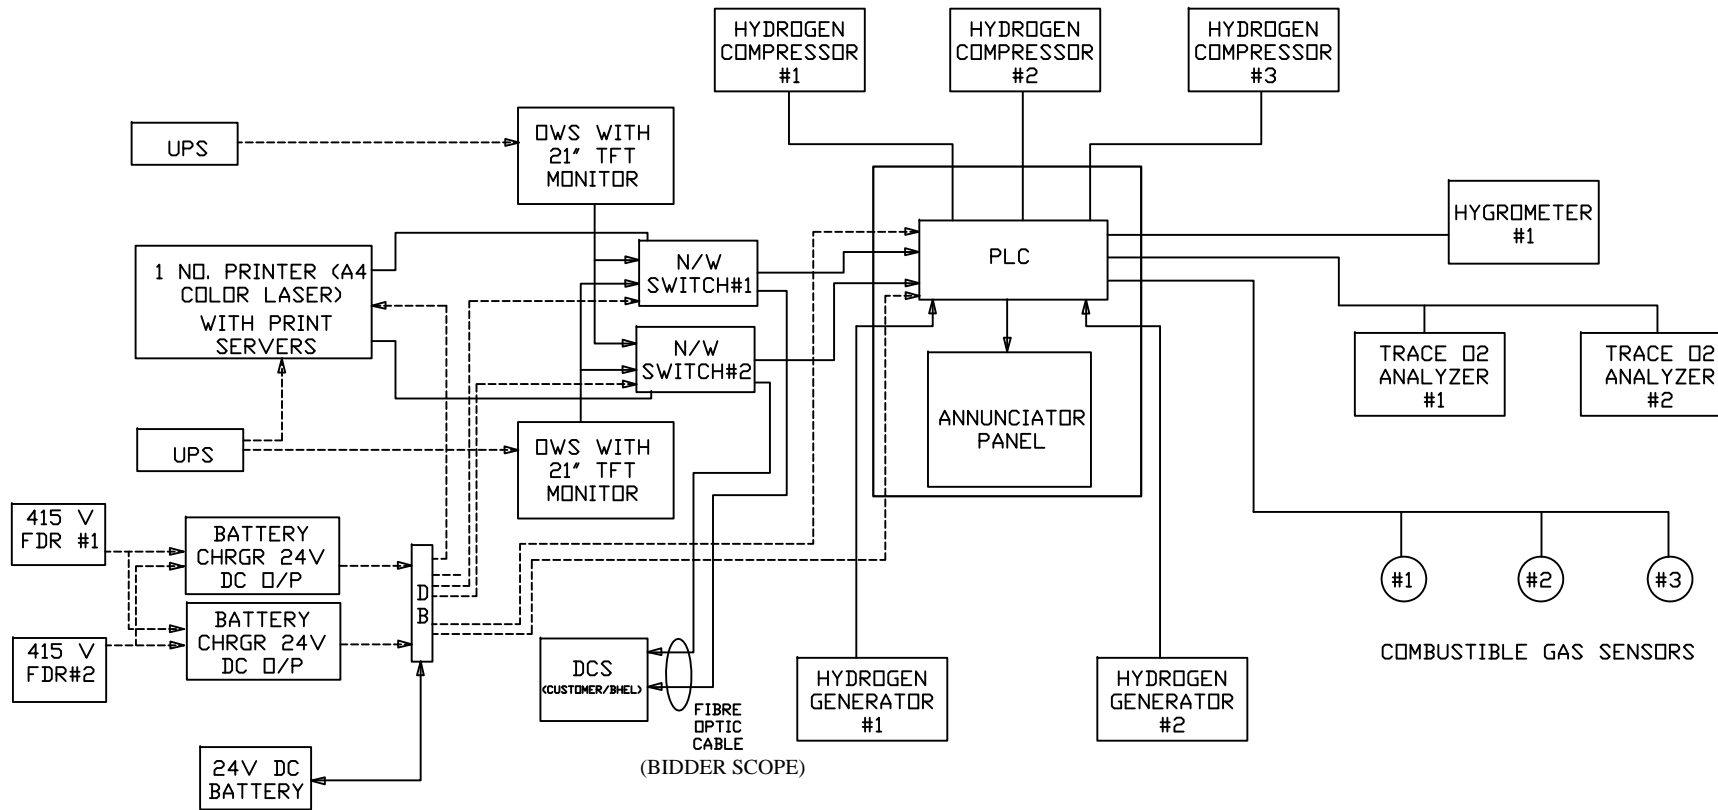 HYDROGEN
COMPRESSOR
#1
HYDROGEN
COMPRESSOR
#2
HYDROGEN
COMPRESSOR
#3
UPS
OWS WITH
21" TFT
MONITOR
1 NO. PRINTER (A4
COLOR LASER)
WITH PRINT
SERVERS
N/W
SWITCH#1
N/W
SWITCH#2
PLC
HYGROMETER
#1
ANNUNCIATOR
PANEL
TRACE O2
ANALYZER
#1
TRACE O2
ANALYZER
#2
UPS
OWS WITH
21" TFT
MONITOR
415 V
FDR #1
BATTERY
CHRGR 24V
DC O/P
415 V
FDR#2
BATTERY
CHRGR 24V
DC O/P
D
B
#1
#2
#3
COMBUSTIBLE GAS SENSORS
DCS
(CUSTOMER/BHEL)
FIBRE
OPTIC
CABLE
(BIDDER SCOPE)
HYDROGEN
GENERATOR
#1
HYDROGEN
GENERATOR
#2
24V DC
BATTERY